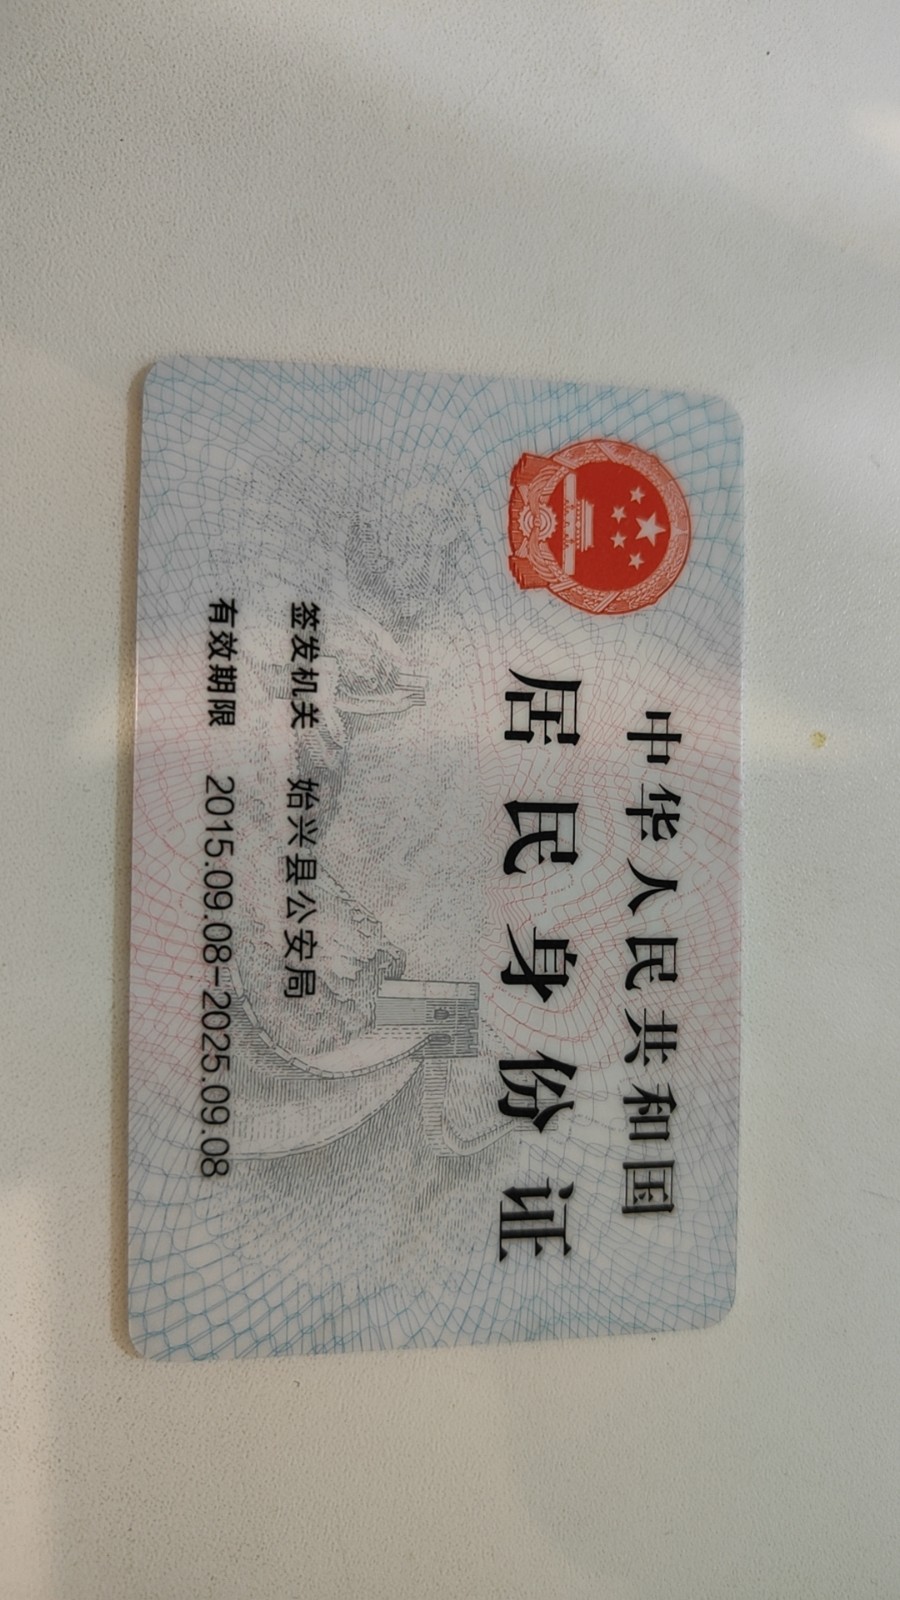 中华人民共和国
居民身份证
签发机关 始兴县公安局
有效期限 2015.09.08-2025.09.08